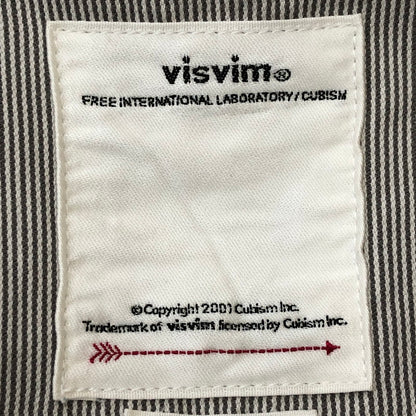 visvim®
FREE INTERNATIONAL LABORATORY/CUBISM
©Copyright 2001 Cubism Inc.
Trademark of visvim licensed by Cubism Inc.